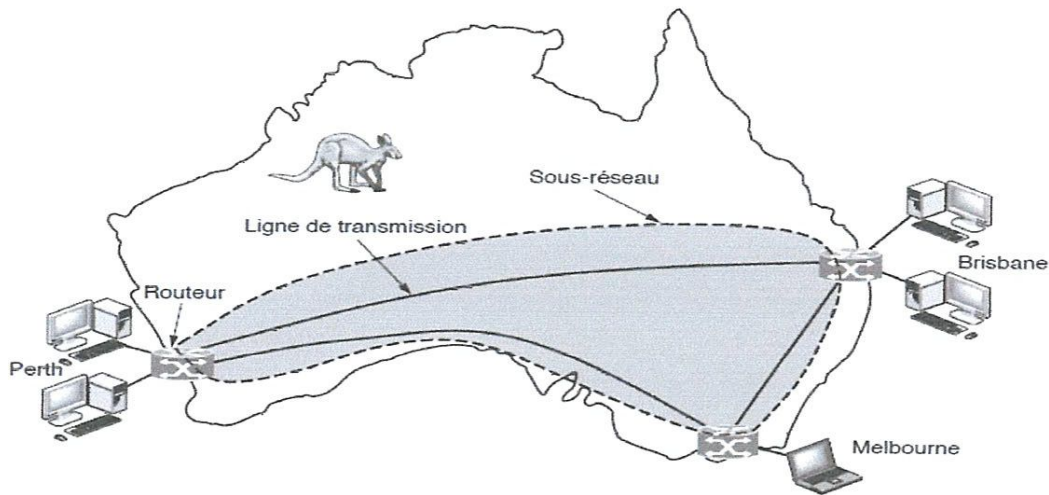 Sous-réseau
Ligne de transmission
Brisbane
Routeur
Perth
Melbourne